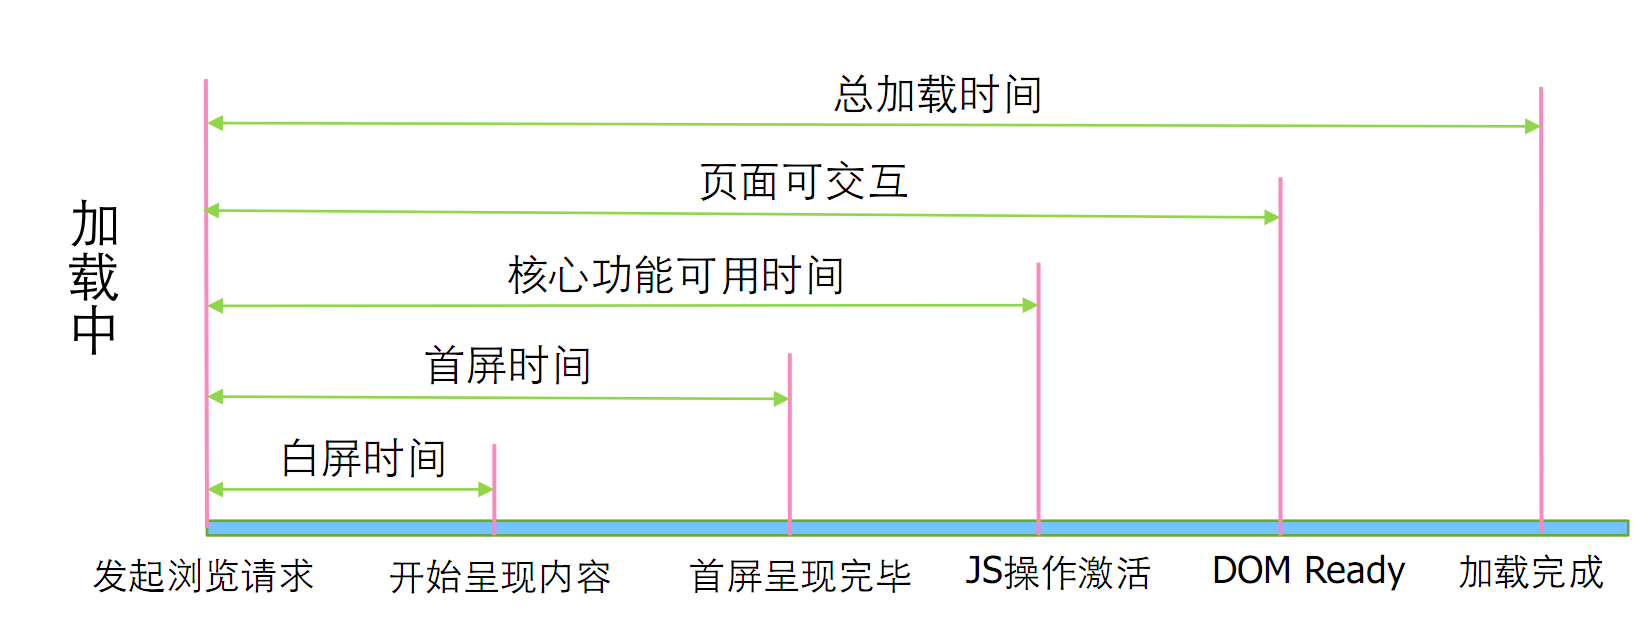 总加载时间
页面可交互
加载中
核心功能可用时间
首屏时间
白屏时间
发起浏览请求
开始呈现内容
首屏呈现完毕
JS操作激活
DOM Ready
加载完成